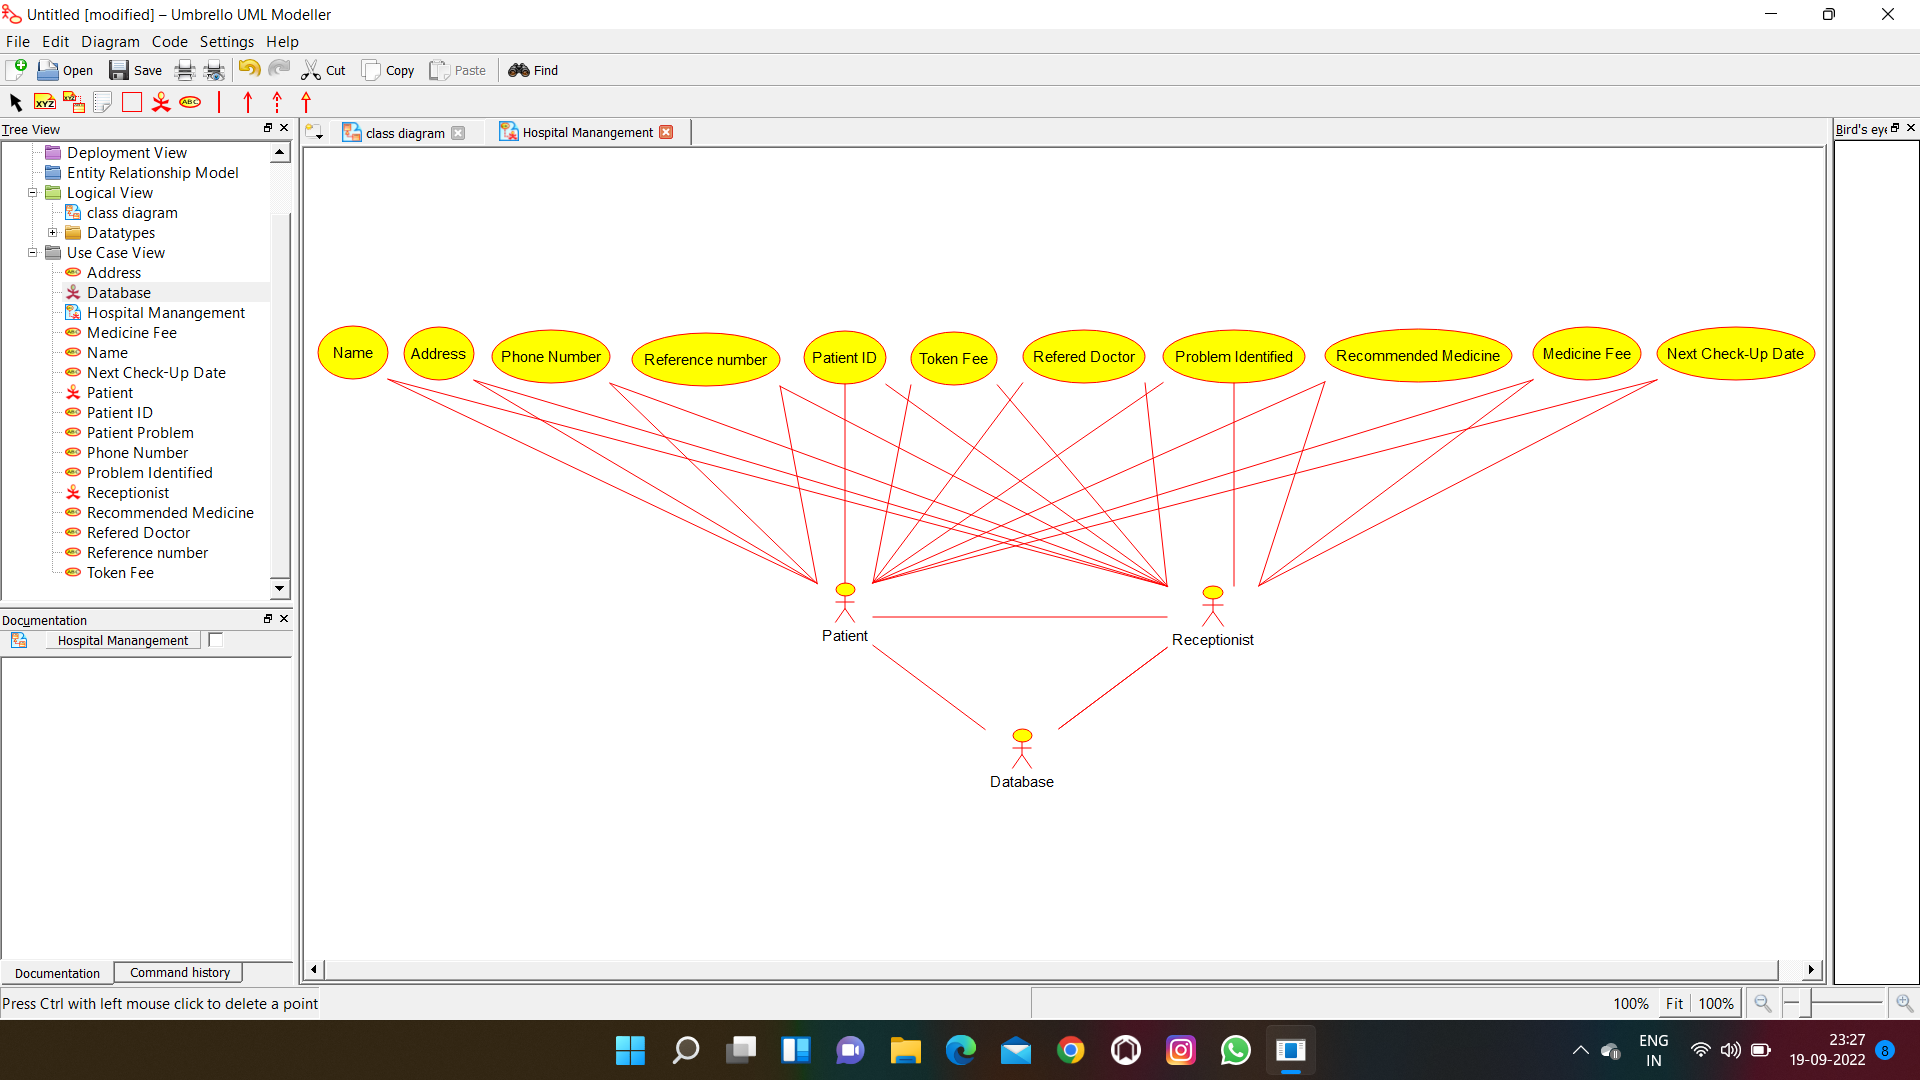 Untitled [modified] – Umbrello UML Modeller
File Edit Diagram Code Settings Help
Open Save Cut Copy Paste Find
XYZ XYZ ABC
Tree View
class diagram
Hospital Manangement
Bird's eye
Deployment View
Entity Relationship Model
Logical View
class diagram
Datatypes
Use Case View
Address
Database
Hospital Manangement
Medicine Fee
Name
Next Check-Up Date
Patient
Patient ID
Patient Problem
Phone Number
Problem Identified
Receptionist
Recommended Medicine
Refered Doctor
Reference number
Token Fee
Documentation
Hospital Manangement
Documentation
Command history
Name
Address
Phone Number
Reference number
Patient ID
Token Fee
Refered Doctor
Problem Identified
Recommended Medicine
Medicine Fee
Next Check-Up Date
Patient
Receptionist
Database
Press Ctrl with left mouse click to delete a point
100% Fit 100%
ENG
IN
23:27
19-09-2022
8